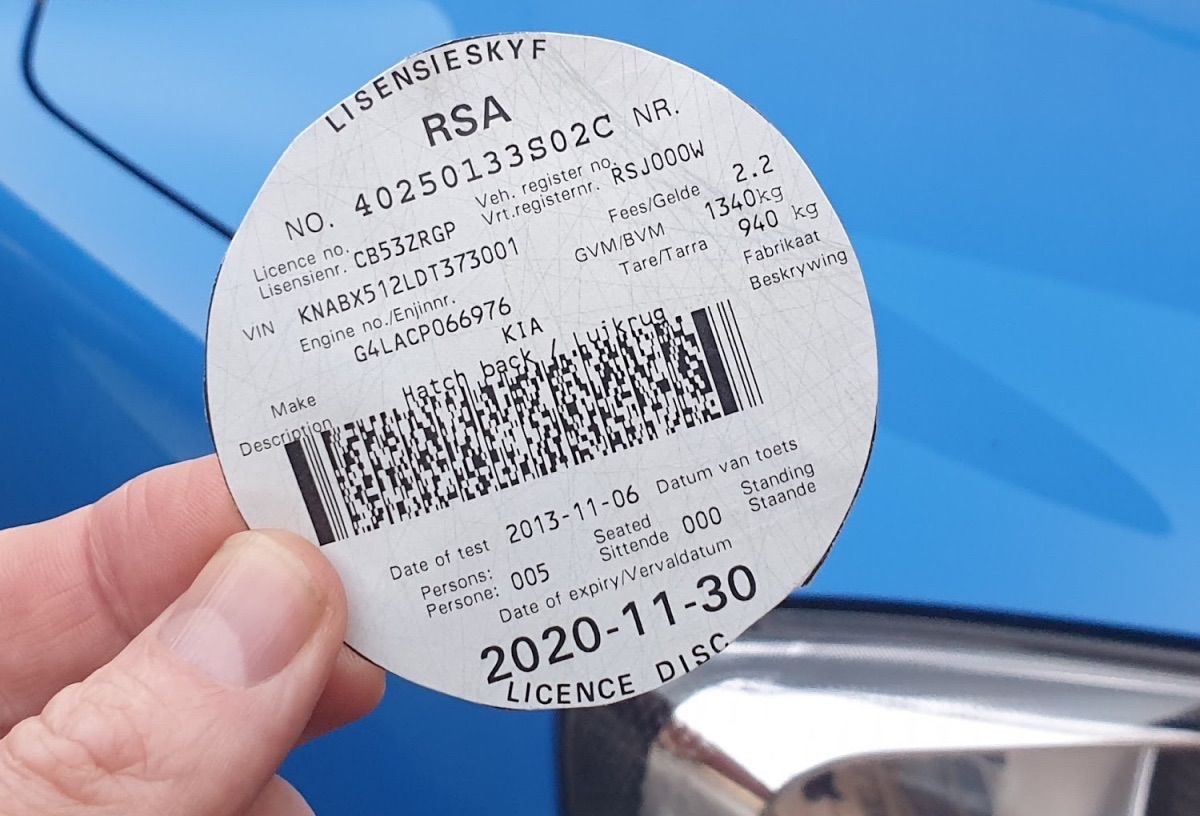 LISENSIESKYF
RSA
NO. 40250133S02C NR.
Licence no. Veh. register no.
Lisensienr. CB53ZRGP Vrt.registernr. RSJ000W
VIN KNABX512LDT373001 Fees/Gelde 2.2
Engine no./Enjinnr. GVM/BVM 1340kg
G4LACP066976 Tare/Tarra 940 kg
Make KIA Fabrikaat
Description Hatch back / Luikrug Beskrywing
Date of test 2013-11-06 Datum van toets
Persons: Seated Standing
Persone: 005 Sittende 000 Staande
Date of expiry/Vervaldatum
2020-11-30
LICENCE DISC